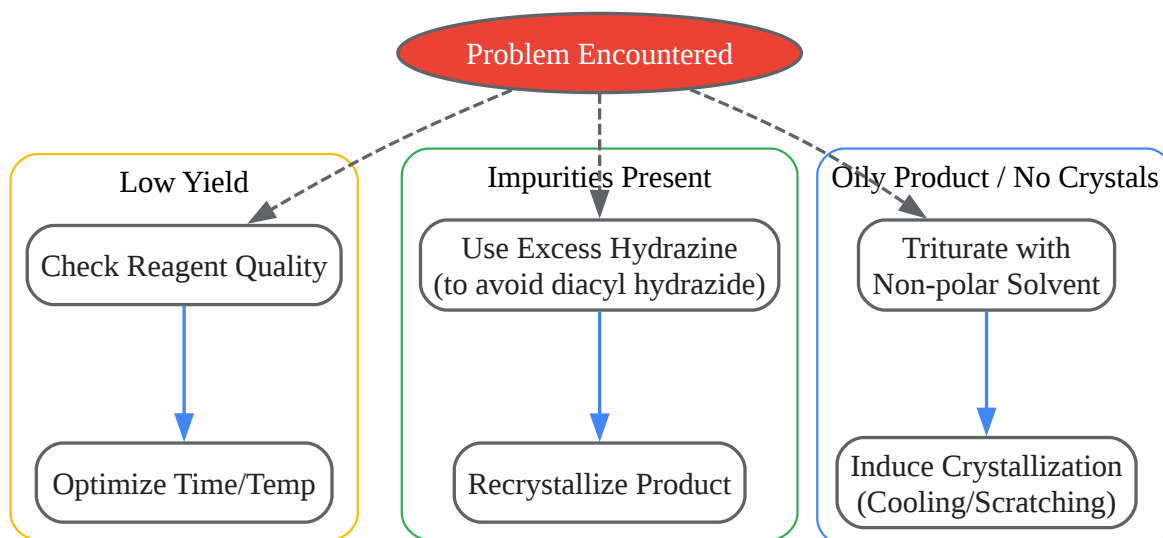 Problem Encountered
Low Yield
Check Reagent Quality
Optimize Time/Temp
Impurities Present
Use Excess Hydrazine
(to avoid diacyl hydrazide)
Recrystallize Product
Oily Product / No Crystals
Triturate with
Non-polar Solvent
Induce Crystallization
(Cooling/Scratching)